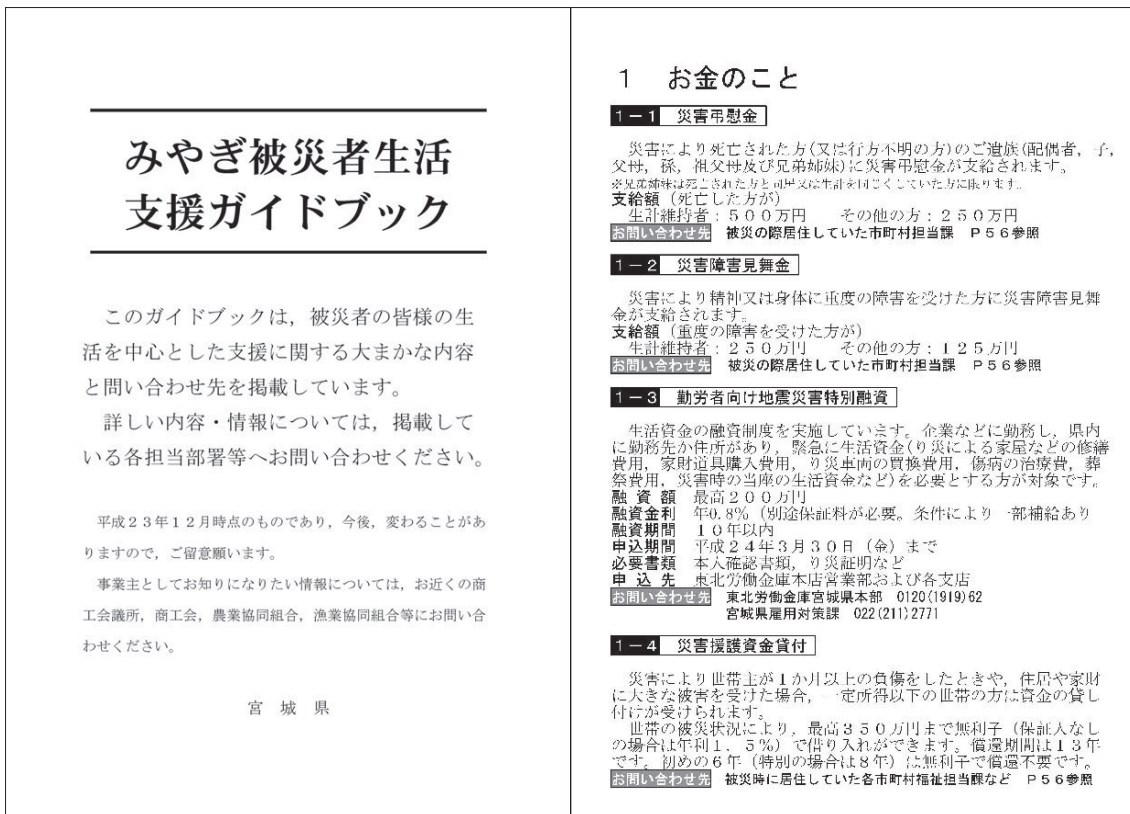 みやぎ被災者生活
支援ガイドブック
このガイドブックは，被災者の皆様の生
活を中心とした支援に関する大まかな内容
と問い合わせ先を掲載しています。
詳しい内容・情報については，掲載して
いる各担当部署等へお問い合わせください。
平成２３年１２月時点のものであり，今後，変わることがあ
りますので，ご留意願います。
事業主としてお知りになりたい情報については，お近くの商
工会議所，商工会，農業協同組合，漁業協同組合等にお問い合
わせください。
宮 城 県
１ お金のこと
１－１ 災害弔慰金
災害により死亡された方(又は行方不明の方)のご遺族(配偶者，子，
父母，孫，祖父母及び兄弟姉妹)に災害弔慰金が支給されます。
※兄弟姉妹は死亡された方と同居又は生計を同じくしていた方に限ります。
支給額（死亡した方が）
生計維持者：５００万円 その他の方：２５０万円
お問い合わせ先 被災の際居住していた市町村担当課 Ｐ５６参照
１－２ 災害障害見舞金
災害により精神又は身体に重度の障害を受けた方に災害障害見舞
金が支給されます。
支給額（重度の障害を受けた方が）
生計維持者：２５０万円 その他の方：１２５万円
お問い合わせ先 被災の際居住していた市町村担当課 Ｐ５６参照
１－３ 勤労者向け地震災害特別融資
生活資金の融資制度を実施しています。企業などに勤務し，県内
に勤務先か住所があり，緊急に生活資金(り災による家屋などの修繕
費用，家財道具購入費用，り災車両の買換費用，傷病の治療費，葬
祭費用，災害時の当座の生活資金など)を必要とする方が対象です。
融 資 額 最高２００万円
融資金利 年0.8%（別途保証料が必要。条件により一部補給あり
融資期間 １０年以内
申込期間 平成２４年３月３０日（金）まで
必要書類 本人確認書類，り災証明など
申 込 先 東北労働金庫本店営業部および各支店
お問い合わせ先 東北労働金庫宮城県本部 0120(1919)62
宮城県雇用対策課 022(211)2771
１－４ 災害援護資金貸付
災害により世帯主が１か月以上の負傷をしたときや，住居や家財
に大きな被害を受けた場合，一定所得以下の世帯の方は資金の貸し
付けが受けられます。
世帯の被災状況により，最高３５０万円まで無利子（保証人なし
の場合は年利１．５％）で借り入れができます。償還期間は１３年
です。初めの６年（特別の場合は８年）は無利子で償還不要です。
お問い合わせ先 被災時に居住していた各市町村福祉担当課など Ｐ５６参照